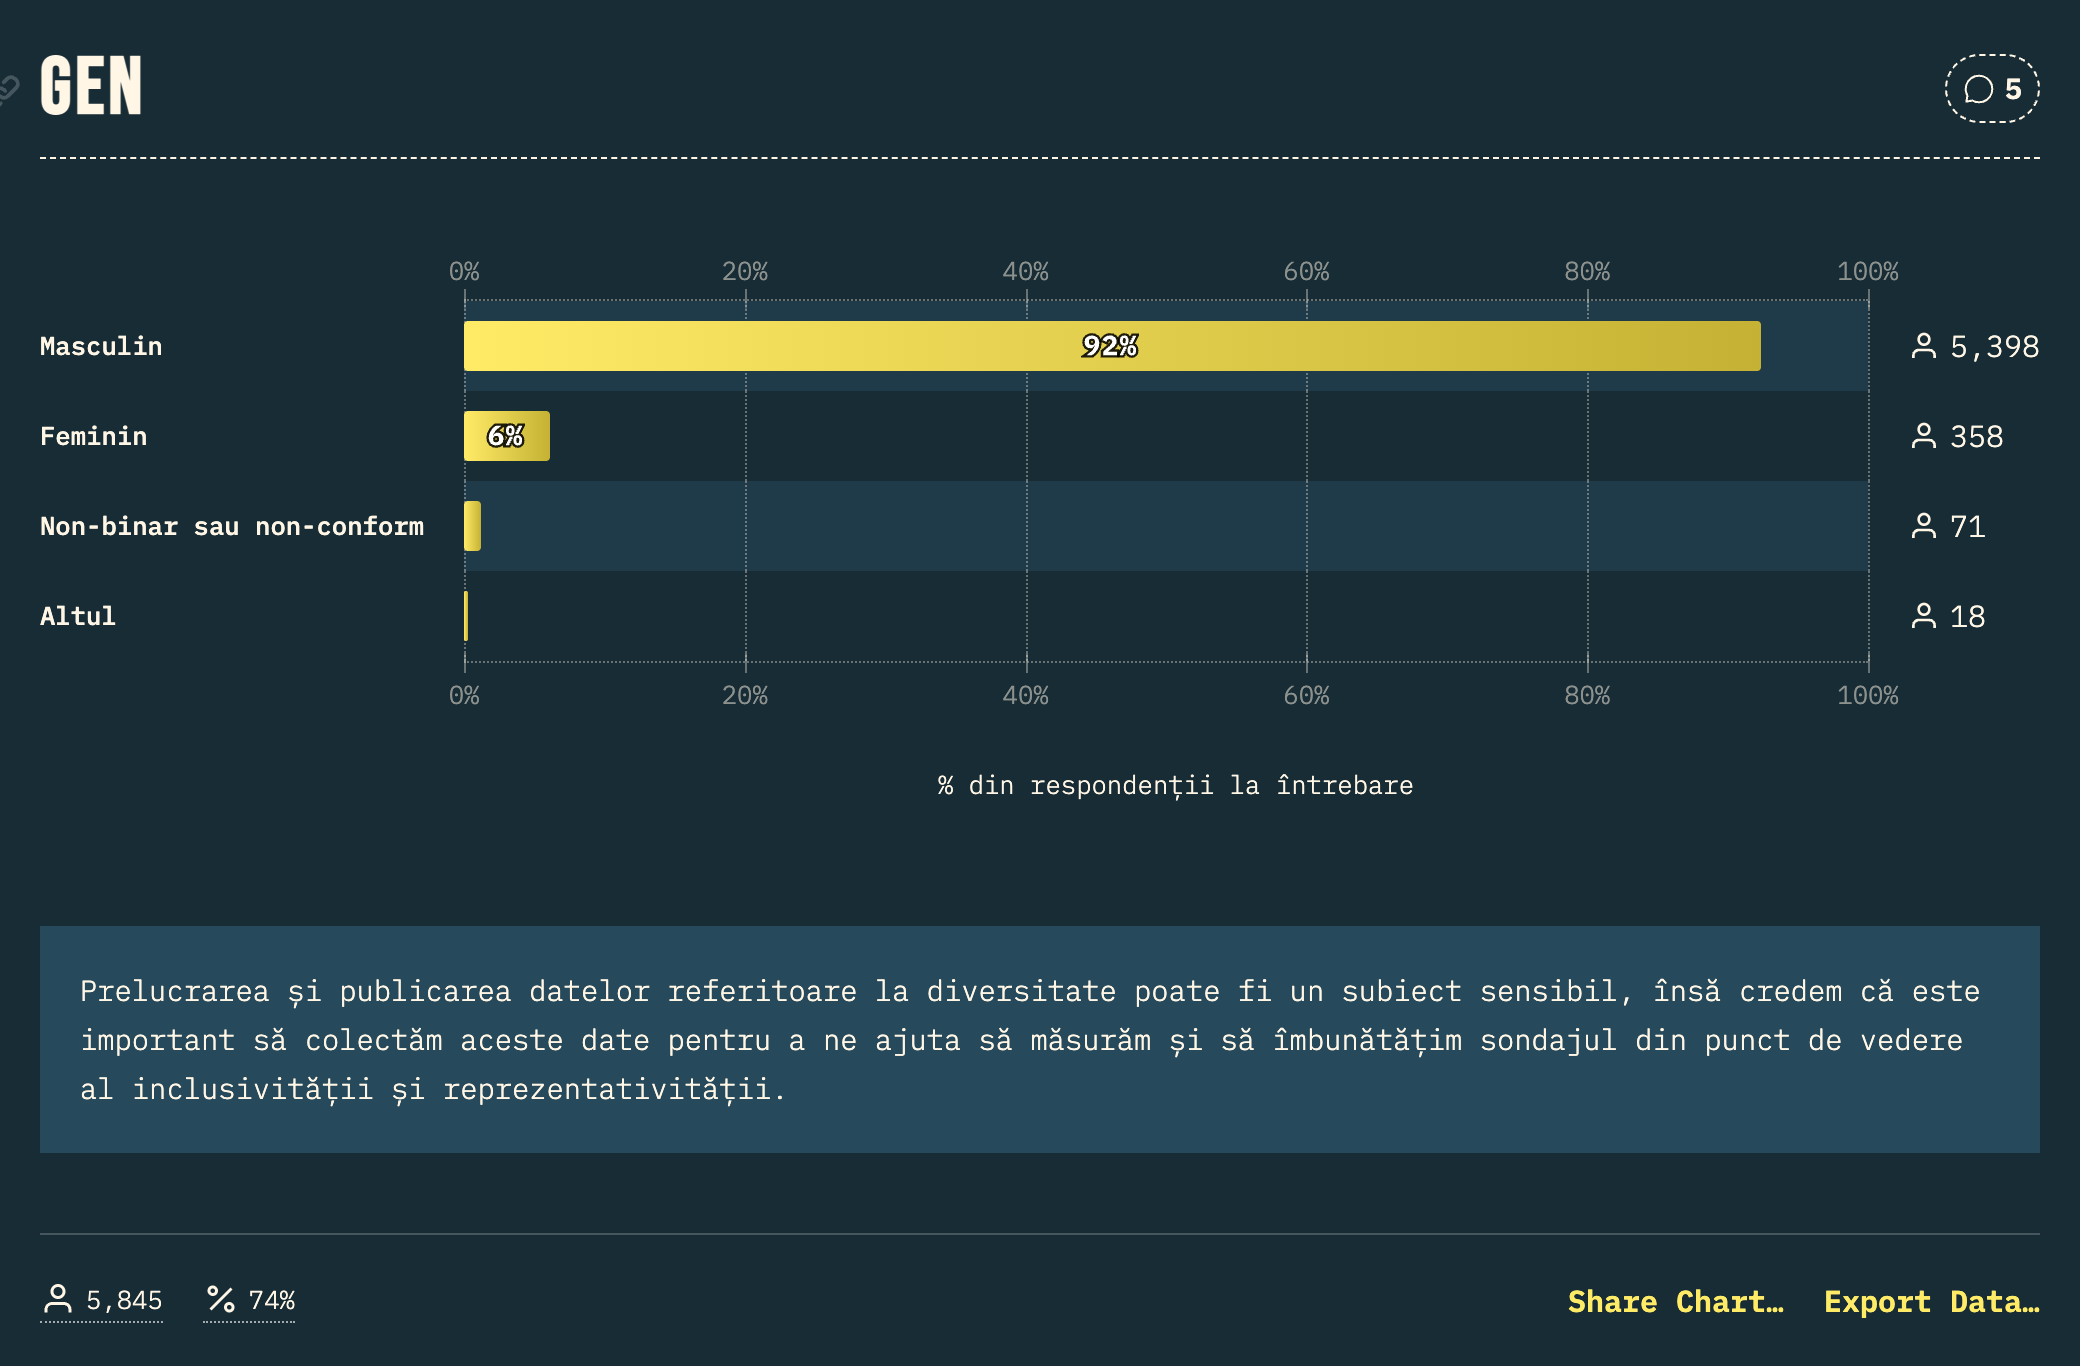 GEN
5
0% 20% 40% 60% 80% 100%
Masculin 92% 5,398
Feminin 6% 358
Non-binar sau non-conform 71
Altul 18
0% 20% 40% 60% 80% 100%
% din respondenții la întrebare
Prelucrarea și publicarea datelor referitoare la diversitate poate fi un subiect sensibil, însă credem că este
important să colectăm aceste date pentru a ne ajuta să măsurăm și să îmbunătățim sondajul din punct de vedere
al inclusivității și reprezentativității.
5,845 74% Share Chart… Export Data…